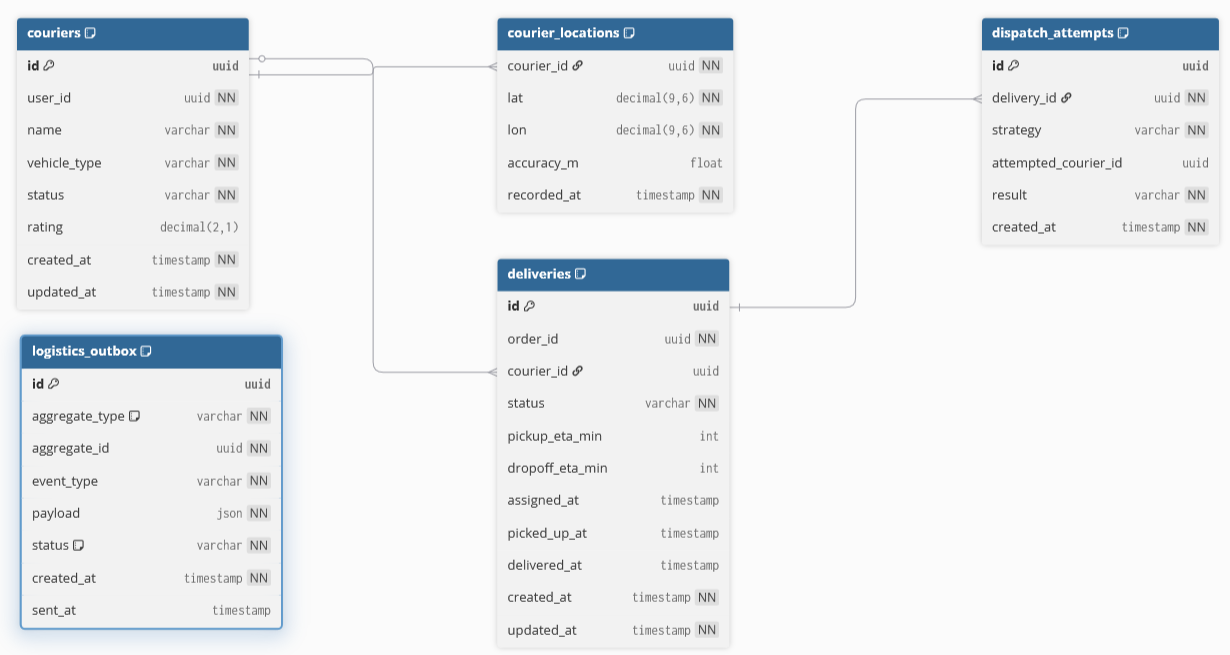 couriers
id uuid
user_id uuid NN
name varchar NN
vehicle_type varchar NN
status varchar NN
rating decimal(2,1)
created_at timestamp NN
updated_at timestamp NN
logistics_outbox
id uuid
aggregate_type varchar NN
aggregate_id uuid NN
event_type varchar NN
payload json NN
status varchar NN
created_at timestamp NN
sent_at timestamp
courier_locations
courier_id uuid NN
lat decimal(9,6) NN
lon decimal(9,6) NN
accuracy_m float
recorded_at timestamp NN
deliveries
id uuid
order_id uuid NN
courier_id uuid
status varchar NN
pickup_eta_min int
dropoff_eta_min int
assigned_at timestamp
picked_up_at timestamp
delivered_at timestamp
created_at timestamp NN
updated_at timestamp NN
dispatch_attempts
id uuid
delivery_id uuid NN
strategy varchar NN
attempted_courier_id uuid
result varchar NN
created_at timestamp NN